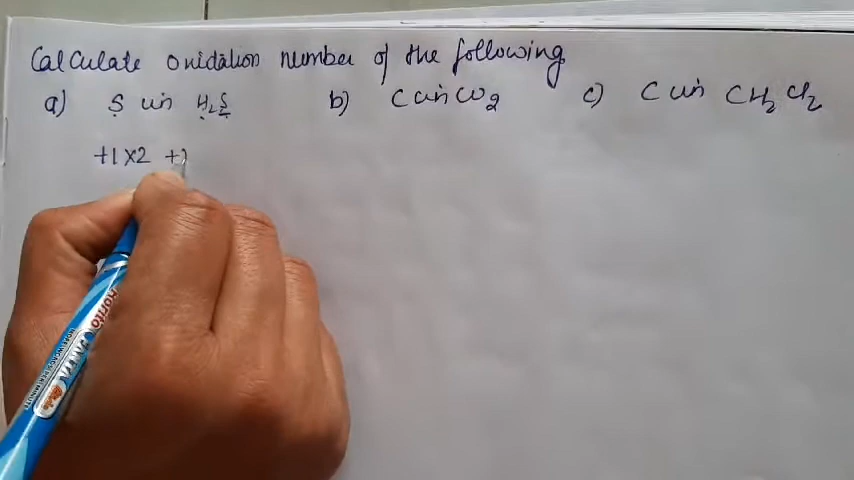 Calculate oxidation number of the following
a) S in H₂S b) C in CO₂ c) C in CH₂Cl₂
+1×2 +